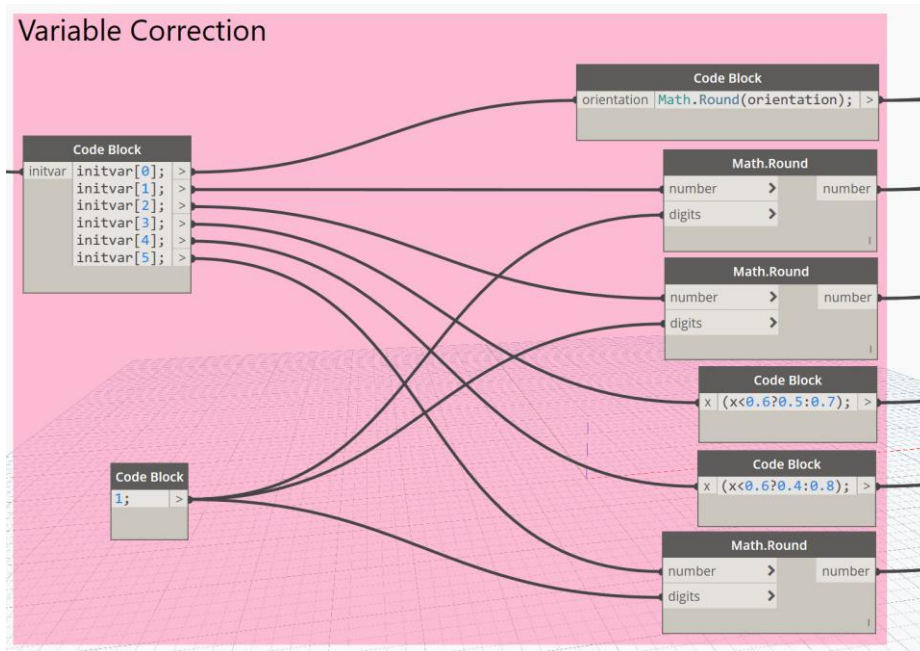 Variable Correction
Code Block
orientation Math.Round(orientation); >
Code Block
initvar initvar[0]; >
initvar[1]; >
initvar[2]; >
initvar[3]; >
initvar[4]; >
initvar[5]; >
Math.Round
number > number
digits >
Math.Round
number > number
digits >
Code Block
x (x<0.6?0.5:0.7); >
Code Block
x (x<0.6?0.4:0.8); >
Code Block
1; >
Math.Round
number > number
digits >